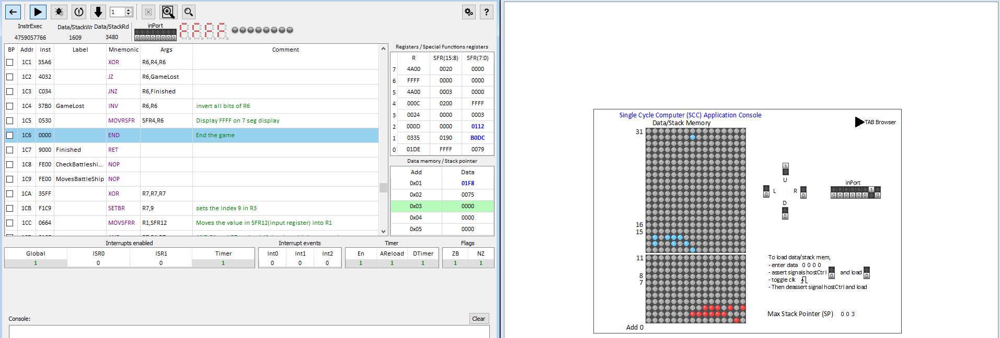 1
InstrExec Data/StackWr Data/StackRd inPort
4759057766 1609 3480 0 0 0 0 0 0 0 0
BP Addr Inst Label Mnemonic Args Comment
1C1 35A6 XOR R6,R4,R6
1C2 4032 JZ R6,GameLost
1C3 C034 JNZ R6,Finished
1C4 37B0 GameLost INV R6,R6 invert all bits of R6
1C5 0530 MOVRSFR SFR4,R6 Display FFFF on 7 seg display
1C6 0000 END End the game
1C7 9000 Finished RET
1C8 FE00 CheckBattleshi... NOP
1C9 FE00 MovesBattleShip NOP
1CA 35FF XOR R7,R7,R7
1CB F1C9 SETBR R7,9 sets the index 9 in R3
1CC 0664 MOVSFRR R1,SFR12 Moves the value in SFR12(input register) into R1
Registers / Special Functions registers
R SFR(15:8) SFR(7:0)
7 4A00 0020 0000
6 FFFF 0000 0000
5 4A00 0003 0000
4 000C 0200 FFFF
3 0024 0000 0003
2 000D 0000 0112
1 0335 0190 B0DC
0 01DE FFFF 0079
Data memory / Stack pointer
Add Data
0x01 01F8
0x02 0075
0x03 0000
0x04 0000
0x05 0000
Interrupts enabled
Global ISR0 ISR1 Timer
1 0 0 1
Interrupt events
Int0 Int1 Int2
0 0 0
Timer
En AReload DTimer
1 1 1
Flags
ZB NZ
1 1
Console:
Clear
Single Cycle Computer (SCC) Application Console
Data/Stack Memory
TAB Browser
31
16
15
11
8
7
Add 0
1
0
U
0 L
R 0
D
0
inPort
1
0 0 0 0 0 0 0 0
To load data/stack mem,
- enter data 0 0 0 0
- assert signals hostCtrl 0 and load 0
- toggle clk
- Then deassert signal hostCtrl and load
Max Stack Pointer (SP) 0 0 3